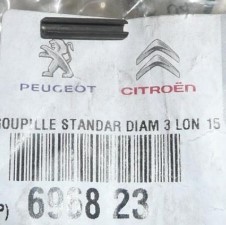 PEUGEOT CITROËN
GOUPILLE STANDAR DIAM 3 LON 15
P) 6968 23